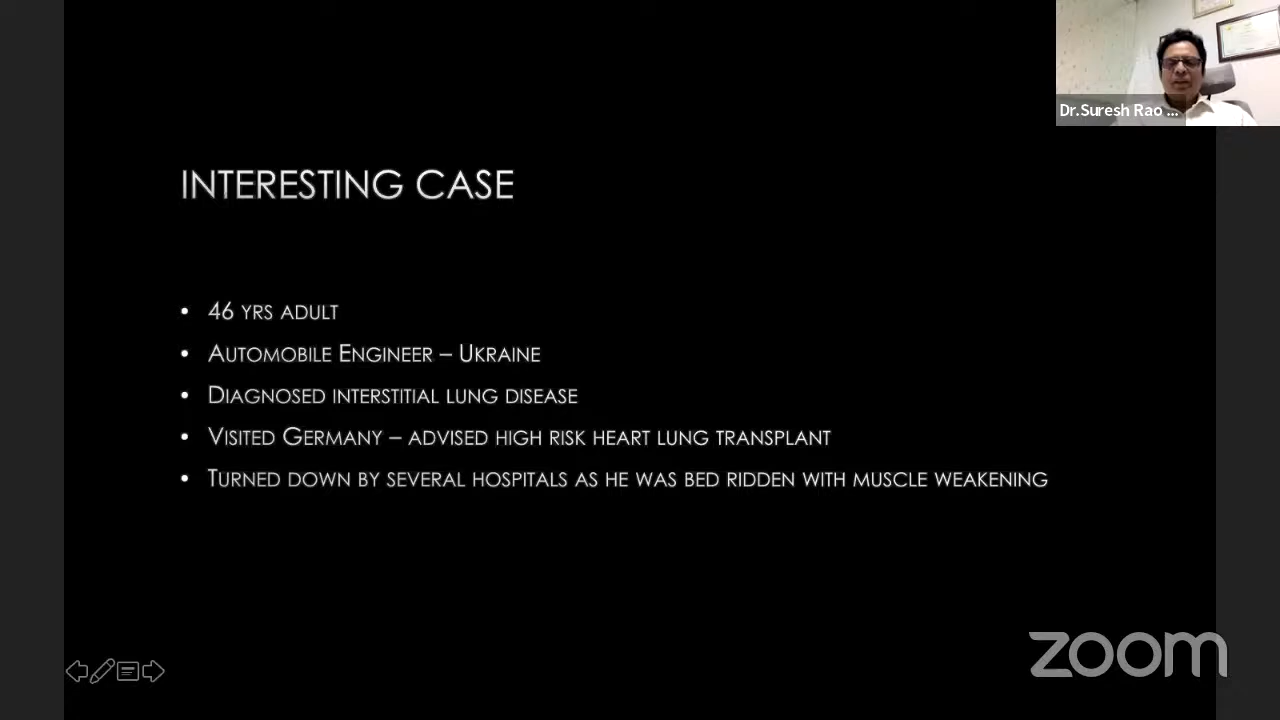 Dr.Suresh Rao ...
INTERESTING CASE
• 46 YRS ADULT
• AUTOMOBILE ENGINEER – UKRAINE
• DIAGNOSED INTERSTITIAL LUNG DISEASE
• VISITED GERMANY – ADVISED HIGH RISK HEART LUNG TRANSPLANT
• TURNED DOWN BY SEVERAL HOSPITALS AS HE WAS BED RIDDEN WITH MUSCLE WEAKENING
zoom